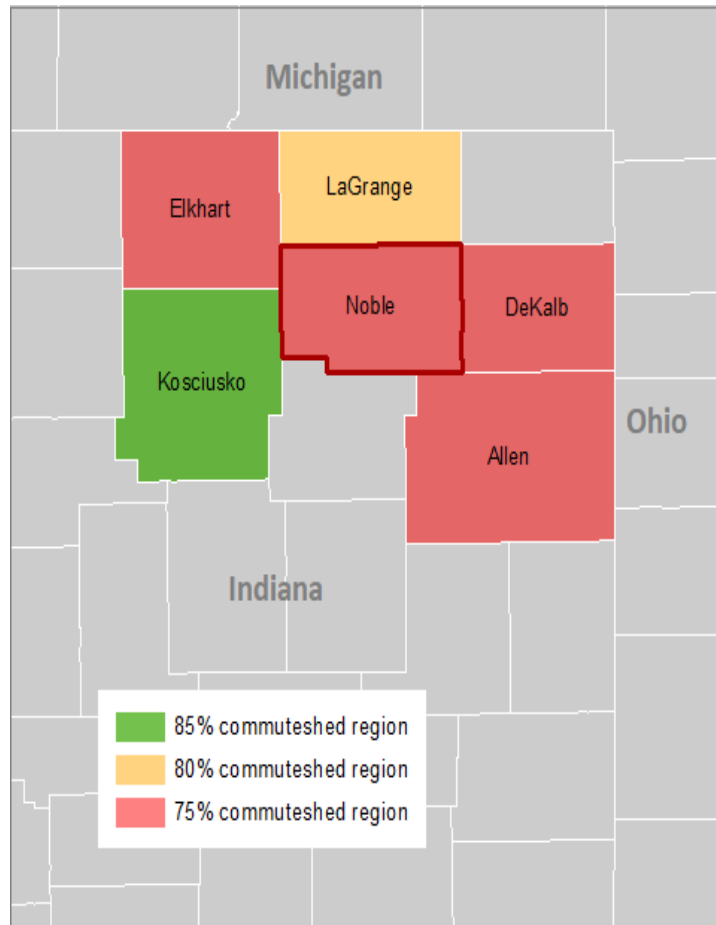 Michigan
LaGrange
Elkhart
Noble
DeKalb
Kosciusko
Ohio
Allen
Indiana
85% commuteshed region
80% commuteshed region
75% commuteshed region